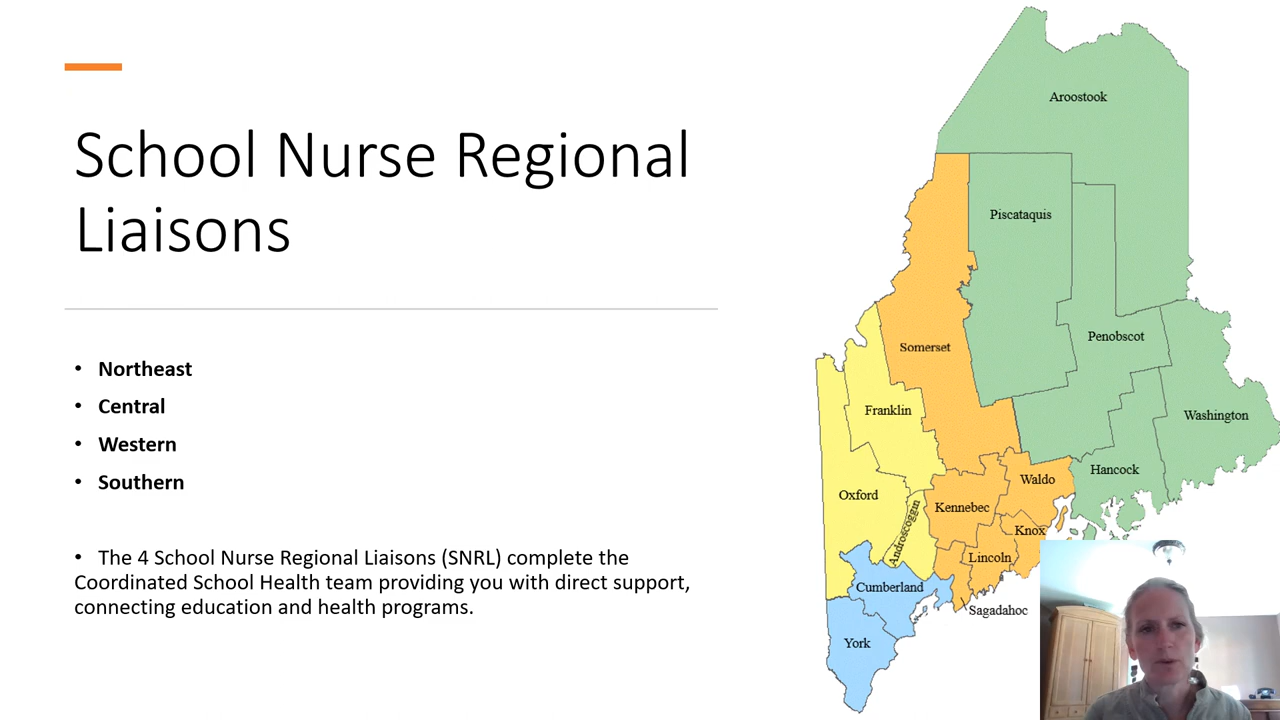 School Nurse Regional
Liaisons
• Northeast
• Central
• Western
• Southern
• The 4 School Nurse Regional Liaisons (SNRL) complete the
Coordinated School Health team providing you with direct support,
connecting education and health programs.
Aroostook
Piscataquis
Penobscot
Somerset
Franklin
Washington
Hancock
Waldo
Oxford
Kennebec
Androscoggin
Knox
Lincoln
Cumberland
Sagadahoc
York